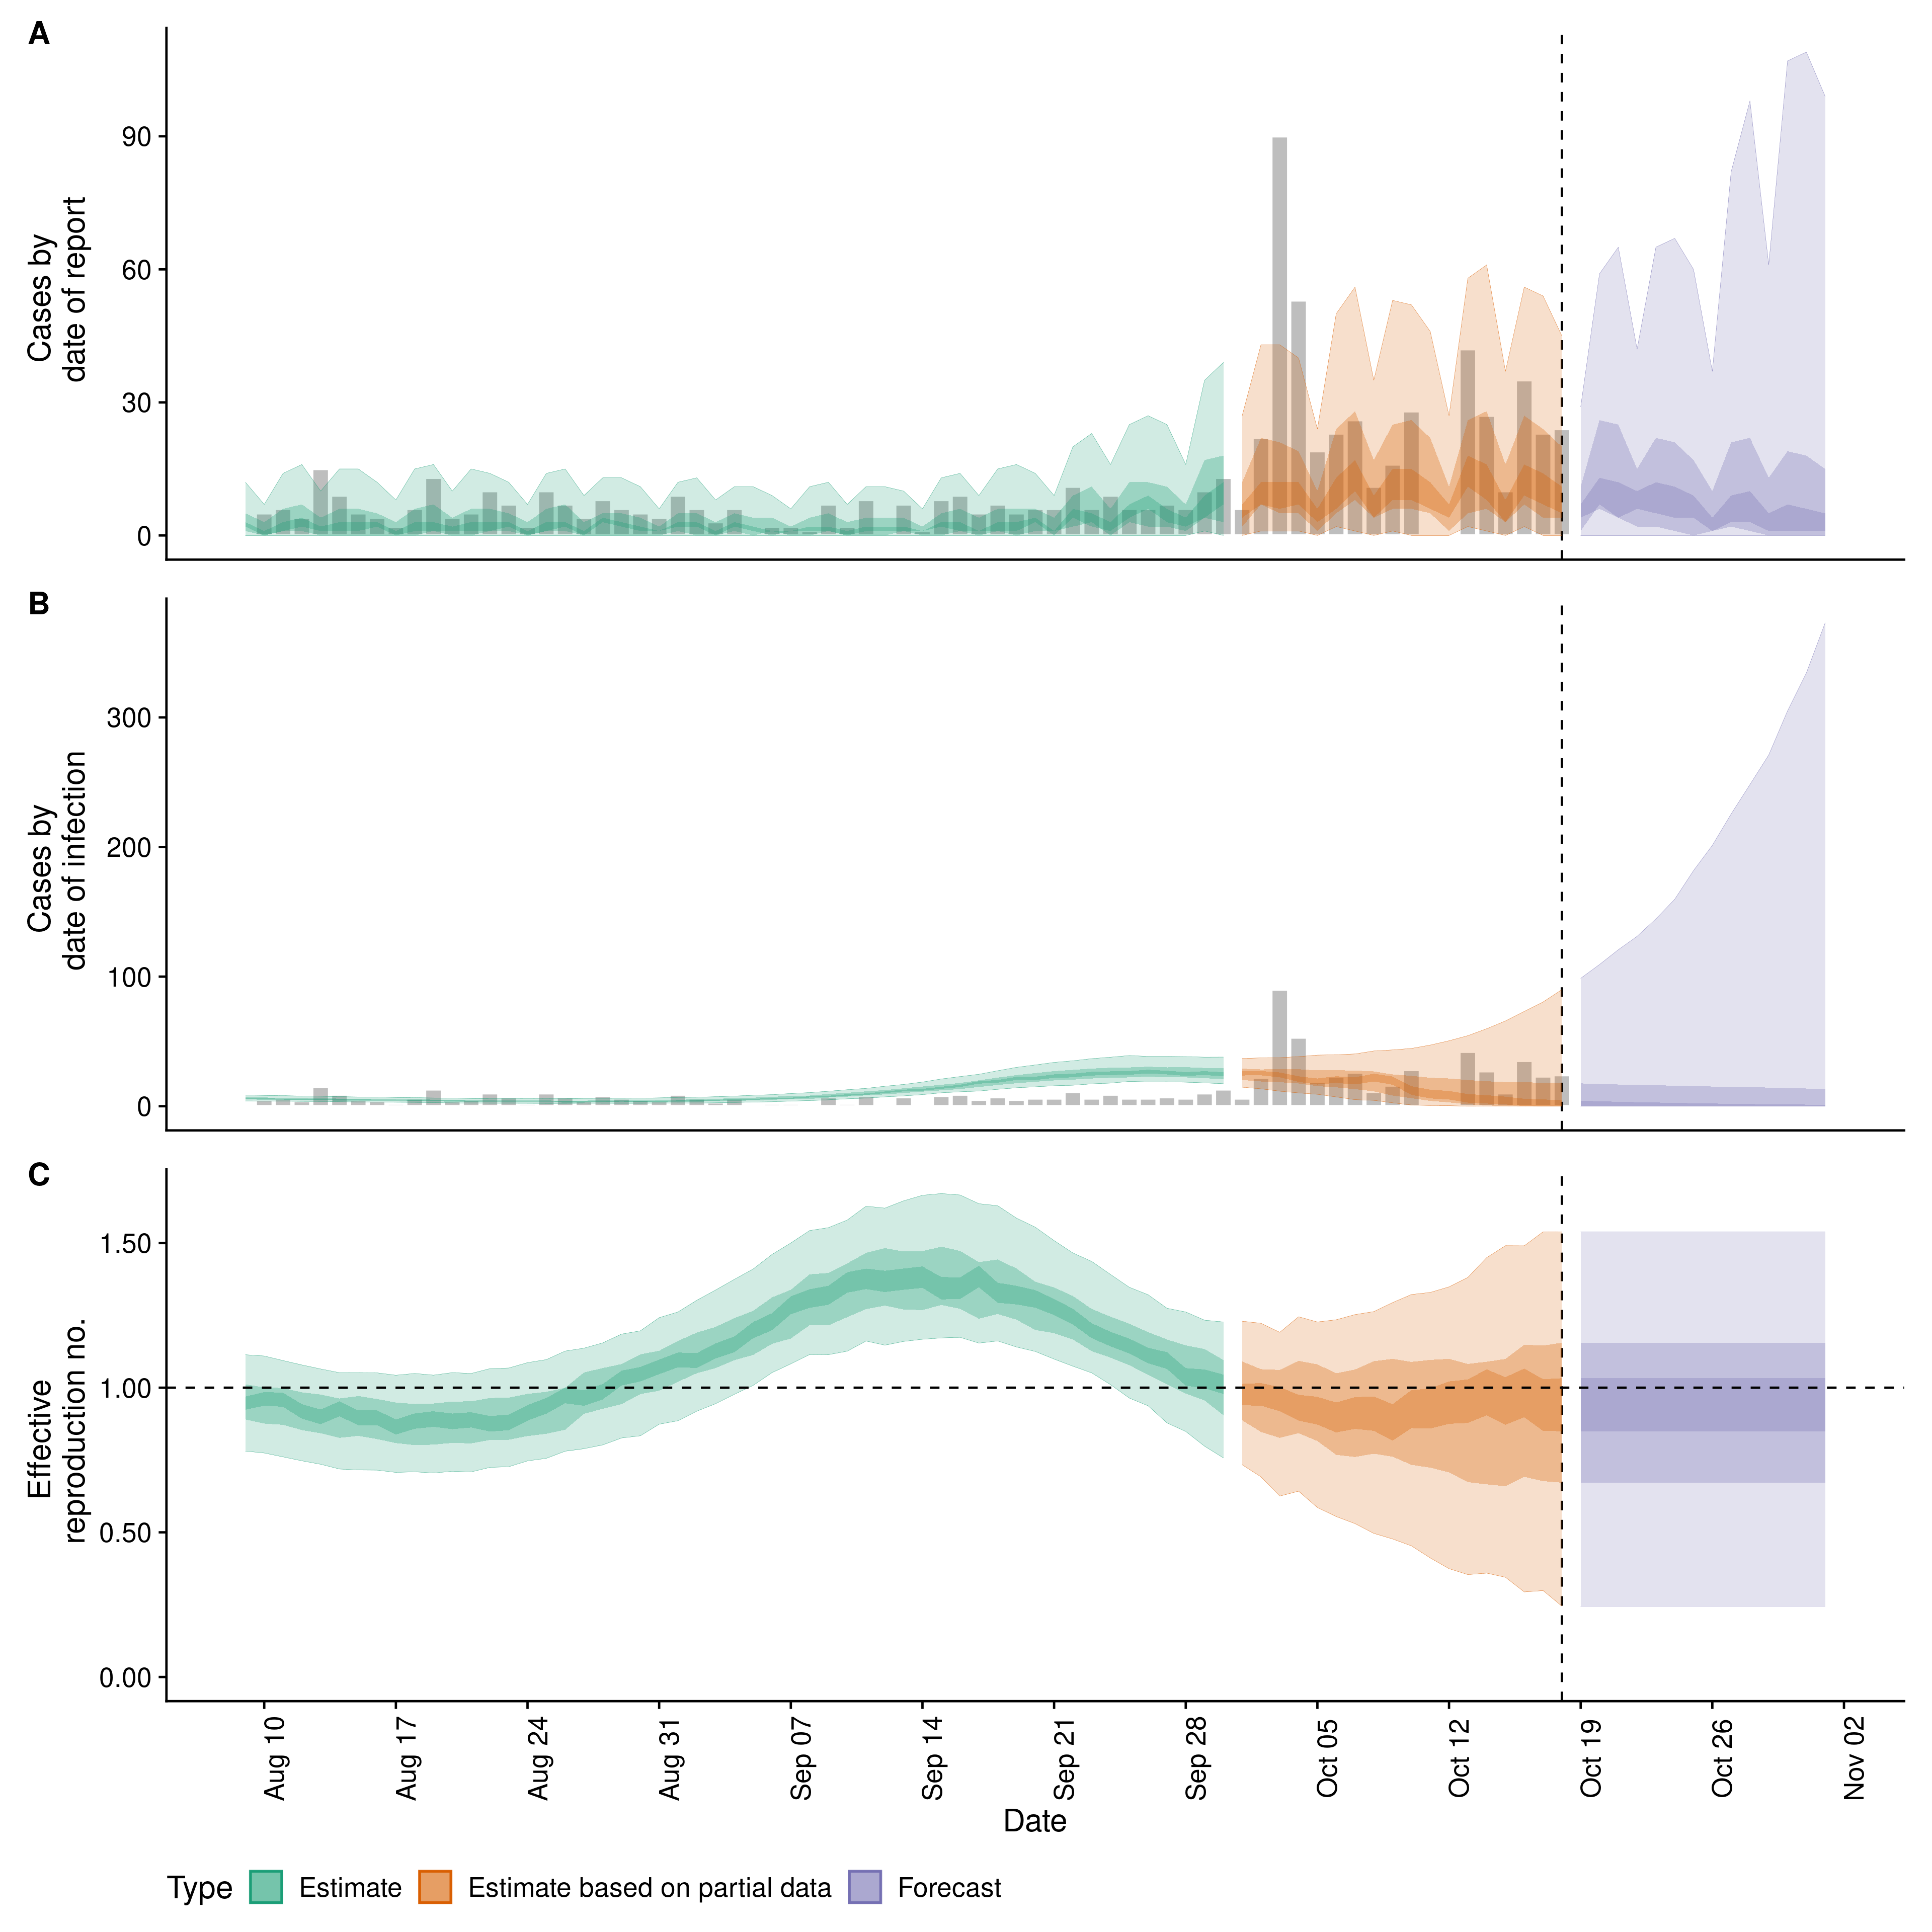 A
Cases by
date of report
90
60
30
0
B
Cases by
date of infection
300
200
100
0
C
Effective
reproduction no.
1.50
1.00
0.50
0.00
Aug 10
Aug 17
Aug 24
Aug 31
Sep 07
Sep 14
Sep 21
Sep 28
Oct 05
Oct 12
Oct 19
Oct 26
Nov 02
Date
Type Estimate Estimate based on partial data Forecast